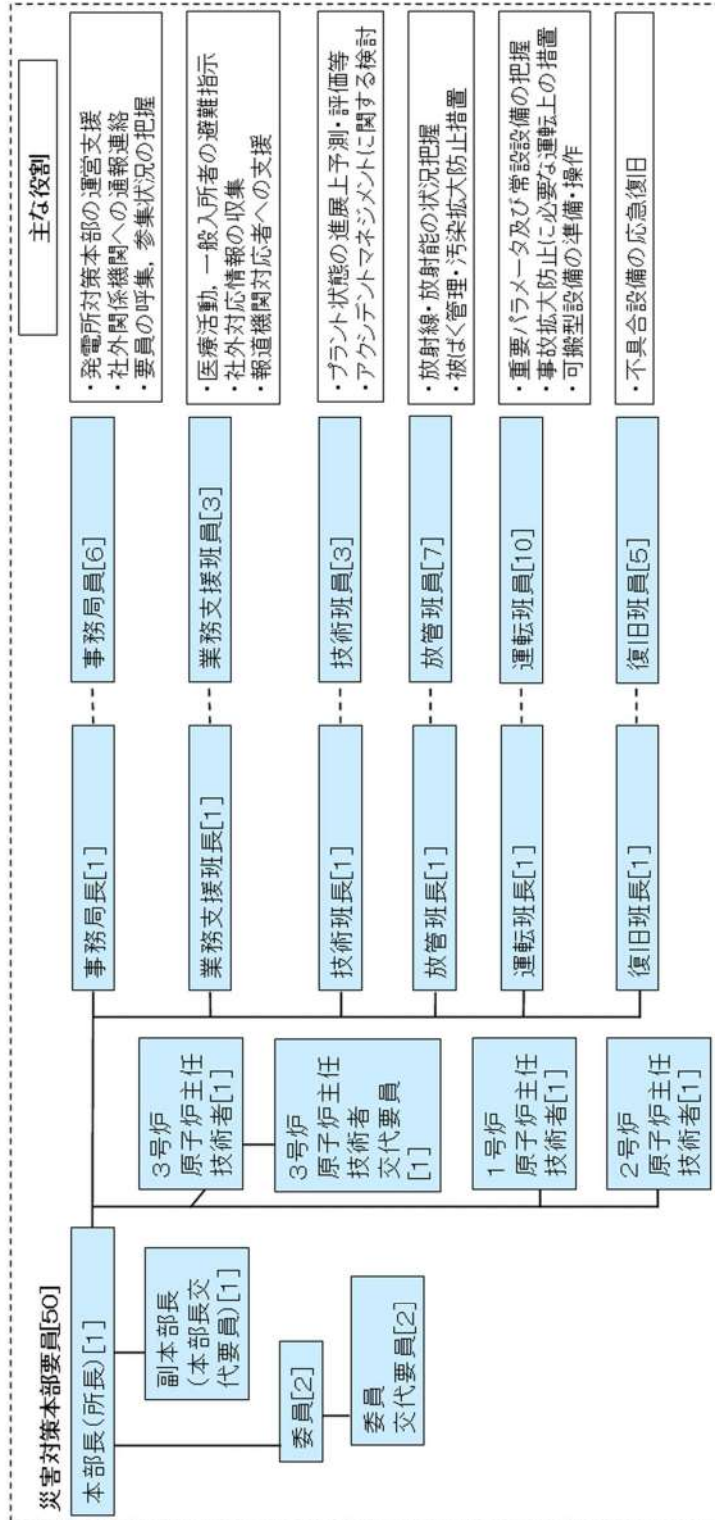 災害対策本部要員[50]
本部長(所長)[1]
副本部長
(本部長交
代要員)[1]
委員[2]
委員
交代要員[2]
3号炉
原子炉主任
技術者[1]
3号炉
原子炉主任
技術者
交代要員
[1]
1号炉
原子炉主任
技術者[1]
2号炉
原子炉主任
技術者[1]
主な役割
事務局長[1]
事務局員[6]
・発電所対策本部の運営支援
・社外関係機関への通報連絡
・要員の呼集,参集状況の把握
業務支援班長[1]
業務支援班員[3]
・医療活動,一般入所者の避難指示
・社外対応情報の収集
・報道機関対応者への支援
技術班長[1]
技術班員[3]
・プラント状態の進展上予測・評価等
・アクシデントマネジメントに関する検討
放管班長[1]
放管班員[7]
・放射線・放射能の状況把握
・被ばく管理・汚染拡大防止措置
運転班長[1]
運転班員[10]
・重要パラメータ及び常設設備の把握
・事故拡大防止に必要な運転上の措置
・可搬型設備の準備・操作
復旧班長[1]
復旧班員[5]
・不具合設備の応急復旧